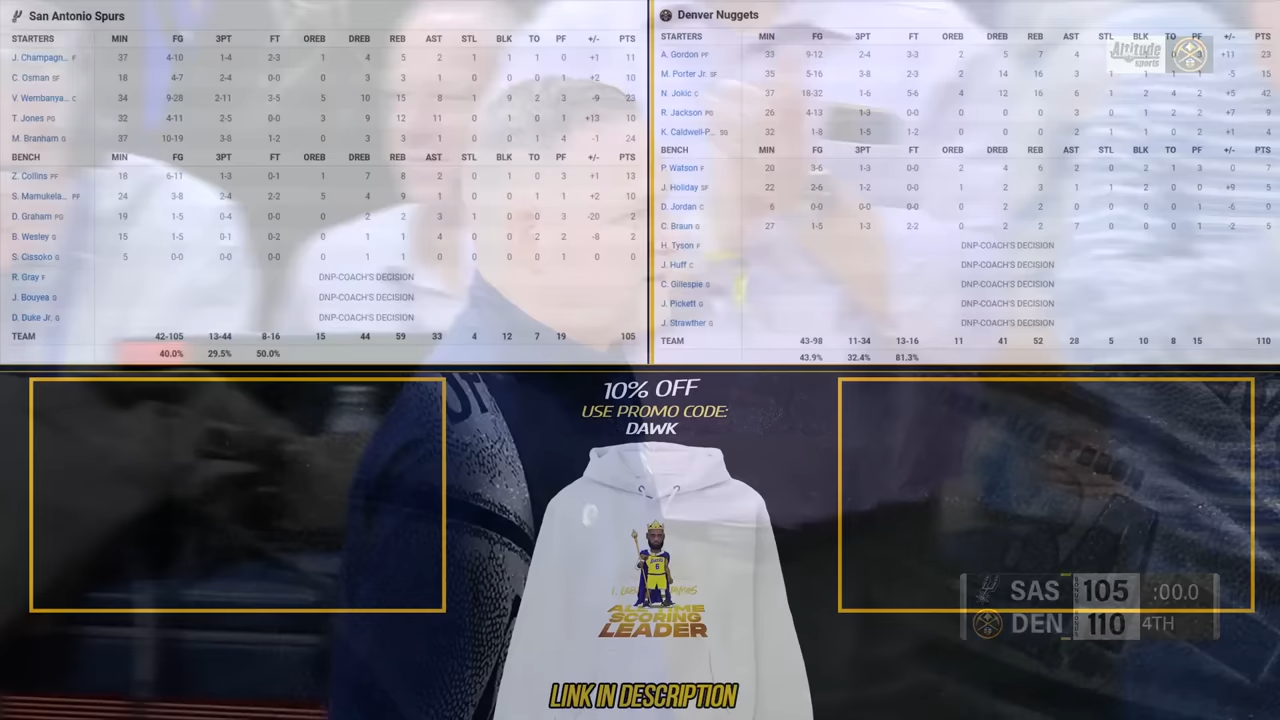 San Antonio Spurs
STARTERS MIN FG 3PT FT OREB DREB REB AST STL BLK TO PF +/- PTS
J. Champagn... F 37 4-10 1-4 2-3 1 4 5 2 1 1 1 0 +1 11
C. Osman SF 18 4-7 2-4 0-0 0 3 3 1 0 0 0 1 +2 10
V. Wembanya... C 34 9-28 2-11 3-5 5 10 15 8 1 9 2 3 -9 23
T. Jones PG 32 4-11 2-5 0-0 3 9 12 11 0 0 1 1 +13 10
M. Branham G 37 10-19 3-8 1-2 0 3 3 1 0 0 1 4 -1 24
BENCH MIN FG 3PT FT OREB DREB REB AST STL BLK TO PF +/- PTS
Z. Collins PF 18 6-11 1-3 0-1 1 7 8 2 0 1 0 3 +1 13
S. Mamukela... PF 24 3-8 2-4 2-2 5 4 9 1 0 0 1 1 +2 10
D. Graham PG 19 1-5 0-4 0-0 0 2 2 3 1 0 0 3 -20 2
B. Wesley G 15 1-5 0-1 0-2 0 1 1 4 0 0 2 2 -8 2
S. Cissoko G 5 0-0 0-0 0-0 0 1 1 0 0 0 0 1 0 0
R. Gray F DNP-COACH'S DECISION
J. Bouyea G DNP-COACH'S DECISION
D. Duke Jr. G DNP-COACH'S DECISION
TEAM 42-105 13-44 8-16 15 44 59 33 4 12 7 19 105
40.0% 29.5% 50.0%
Denver Nuggets
STARTERS MIN FG 3PT FT OREB DREB REB AST STL BLK TO PF +/- PTS
A. Gordon PF 33 9-12 2-4 3-3 2 5 7 4 +11 23
M. Porter Jr. SF 35 5-16 3-8 2-3 2 14 16 3 1 1 1 1 -5 15
N. Jokic C 37 18-32 1-6 5-6 4 12 16 6 1 2 4 2 +5 42
R. Jackson PG 26 4-13 1-3 0-0 0 1 2 2 +7 9
K. Caldwell-P... SG 32 1-8 1-5 1-2 0 0 0 2 1 1 0 1 +1 4
BENCH MIN FG 3PT FT OREB DREB REB AST STL BLK TO PF +/- PTS
P. Watson F 20 3-6 1-3 0-0 2 4 6 2 0 2 1 3 0 7
J. Holiday SF 22 2-6 1-2 0-0 1 2 3 1 1 2 0 0 +9 5
D. Jordan C 6 0-0 0-0 0-0 0 2 2 0 0 0 0 1 -6 0
C. Braun G 27 1-5 1-3 2-2 0 2 2 7 0 0 0 1 -2 5
H. Tyson F DNP-COACH'S DECISION
J. Huff C DNP-COACH'S DECISION
C. Gillespie G DNP-COACH'S DECISION
J. Pickett G DNP-COACH'S DECISION
J. Strawther G DNP-COACH'S DECISION
TEAM 43-98 11-34 13-16 11 41 52 28 5 10 8 15 110
43.9% 32.4% 81.3%
Altitude
sports
10% OFF
USE PROMO CODE:
DAWK
ALL TIME
SCORING
LEADER
LINK IN DESCRIPTION
SAS 105 :00.0
DEN 110 4TH